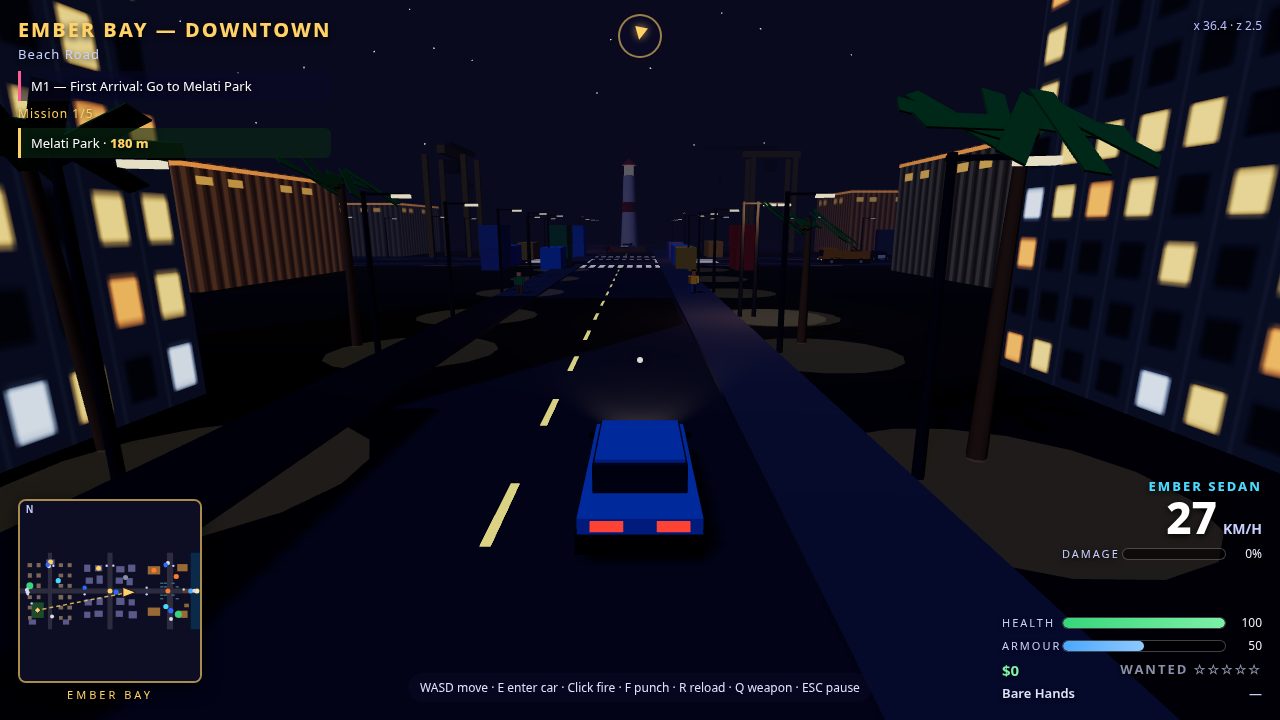 EMBER BAY — DOWNTOWN
Beach Road
M1 — First Arrival: Go to Melati Park
Mission 1/5
Melati Park · 180 m
x 36.4 · z 2.5
N
EMBER BAY
WASD move · E enter car · Click fire · F punch · R reload · Q weapon · ESC pause
EMBER SEDAN
27 KM/H
DAMAGE 0%
HEALTH 100
ARMOUR 50
$0 WANTED ☆☆☆☆☆
Bare Hands —